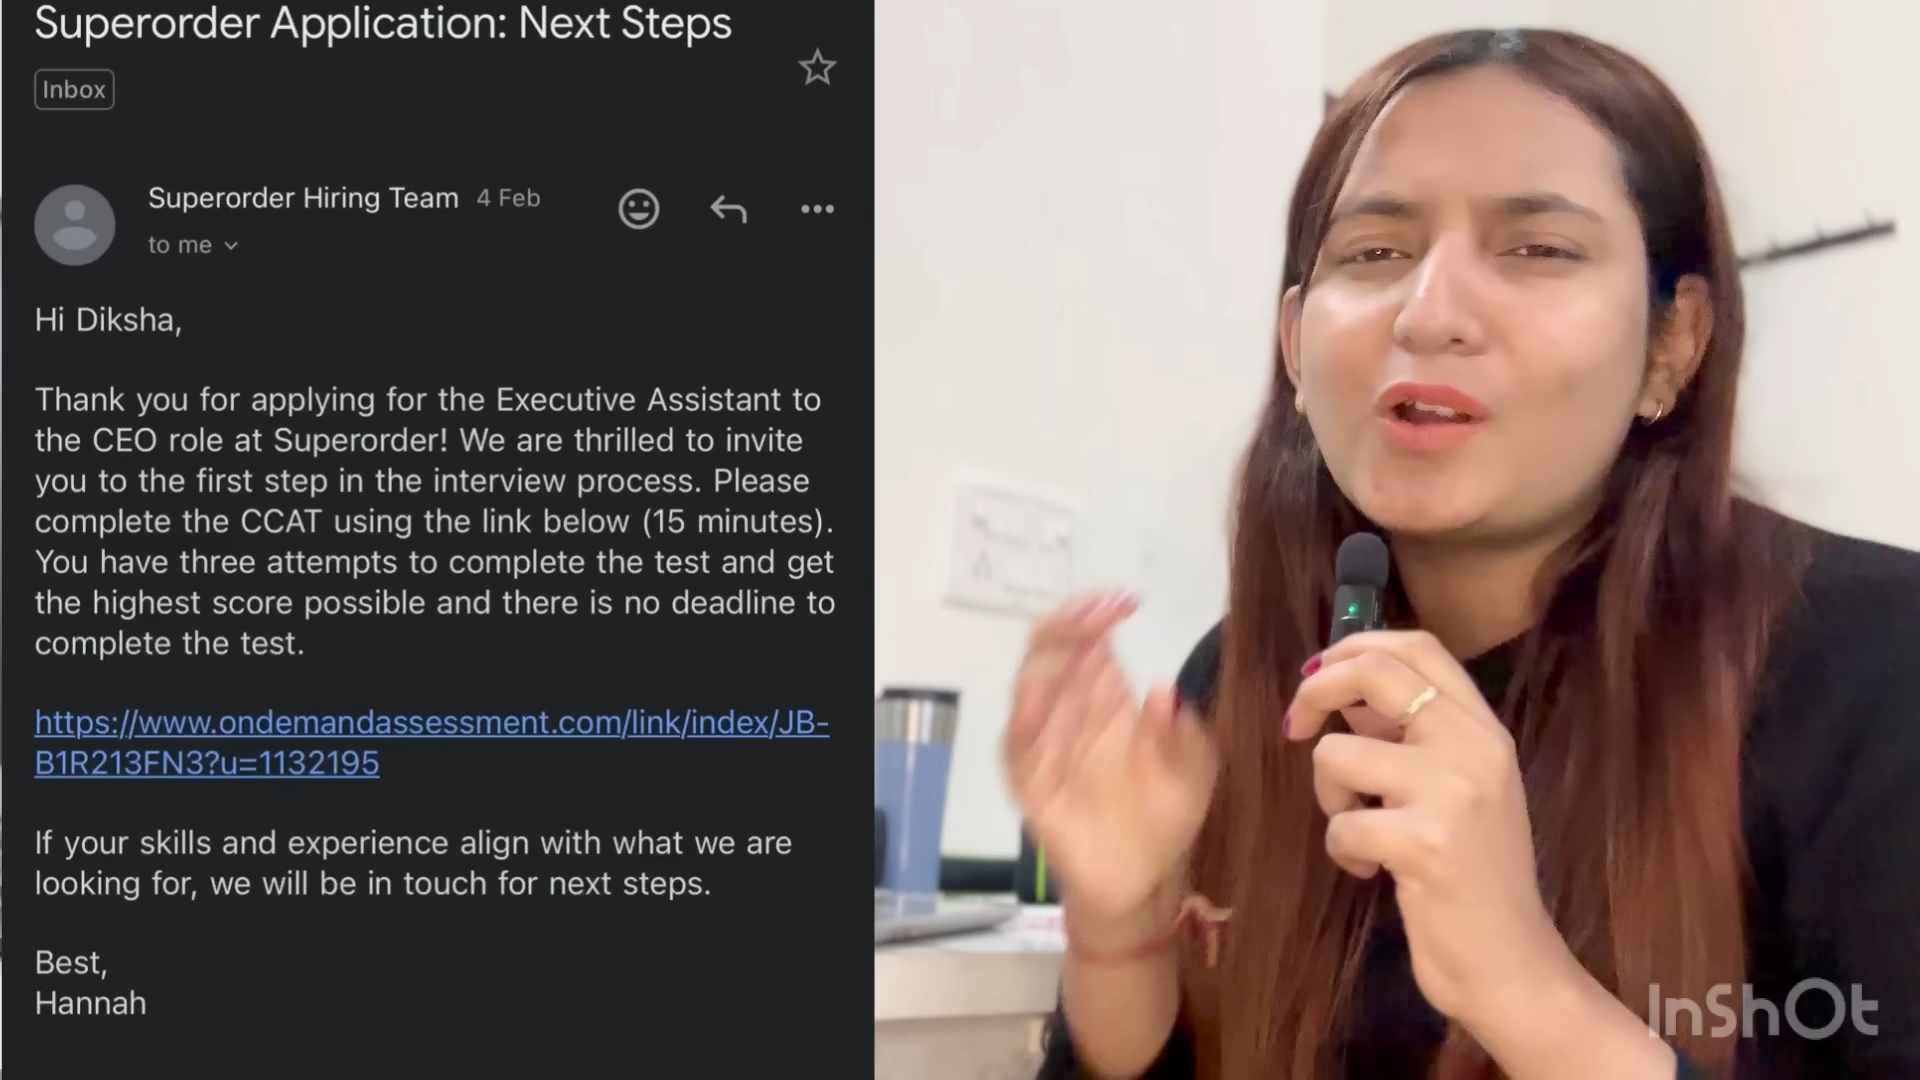 Superorder Application: Next Steps
Inbox
Superorder Hiring Team 4 Feb
to me
Hi Diksha,
Thank you for applying for the Executive Assistant to
the CEO role at Superorder! We are thrilled to invite
you to the first step in the interview process. Please
complete the CCAT using the link below (15 minutes).
You have three attempts to complete the test and get
the highest score possible and there is no deadline to
complete the test.
https://www.ondemandassessment.com/link/index/JB-
B1R213FN3?u=1132195
If your skills and experience align with what we are
looking for, we will be in touch for next steps.
Best,
Hannah
InShOt